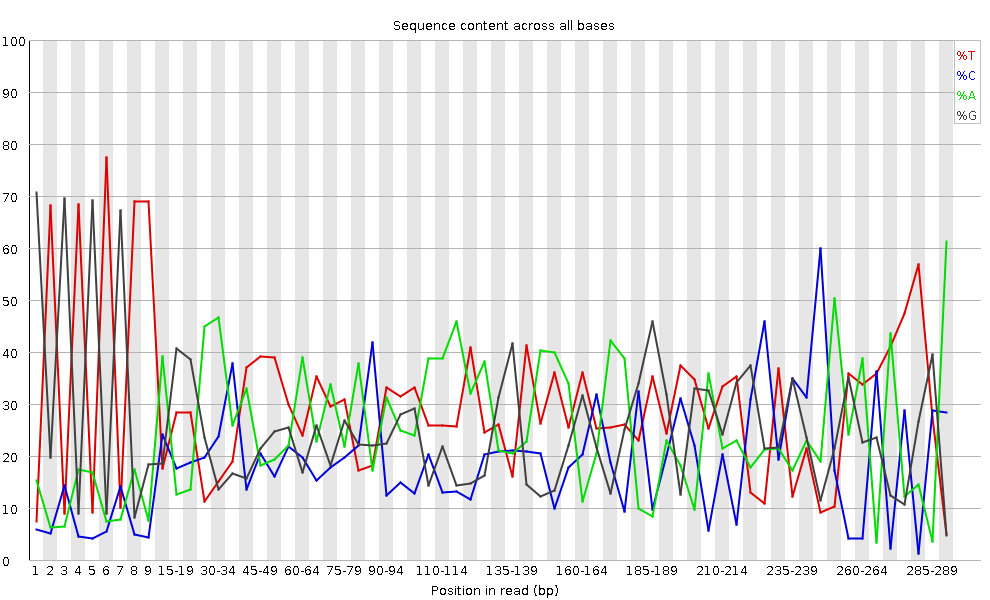 Sequence content across all bases
100
90
80
70
60
50
40
30
20
10
0
%T
%C
%A
%G
1 2 3 4 5 6 7 8 9 15-19 30-34 45-49 60-64 75-79 90-94 110-114 135-139 160-164 185-189 210-214 235-239 260-264 285-289
Position in read (bp)